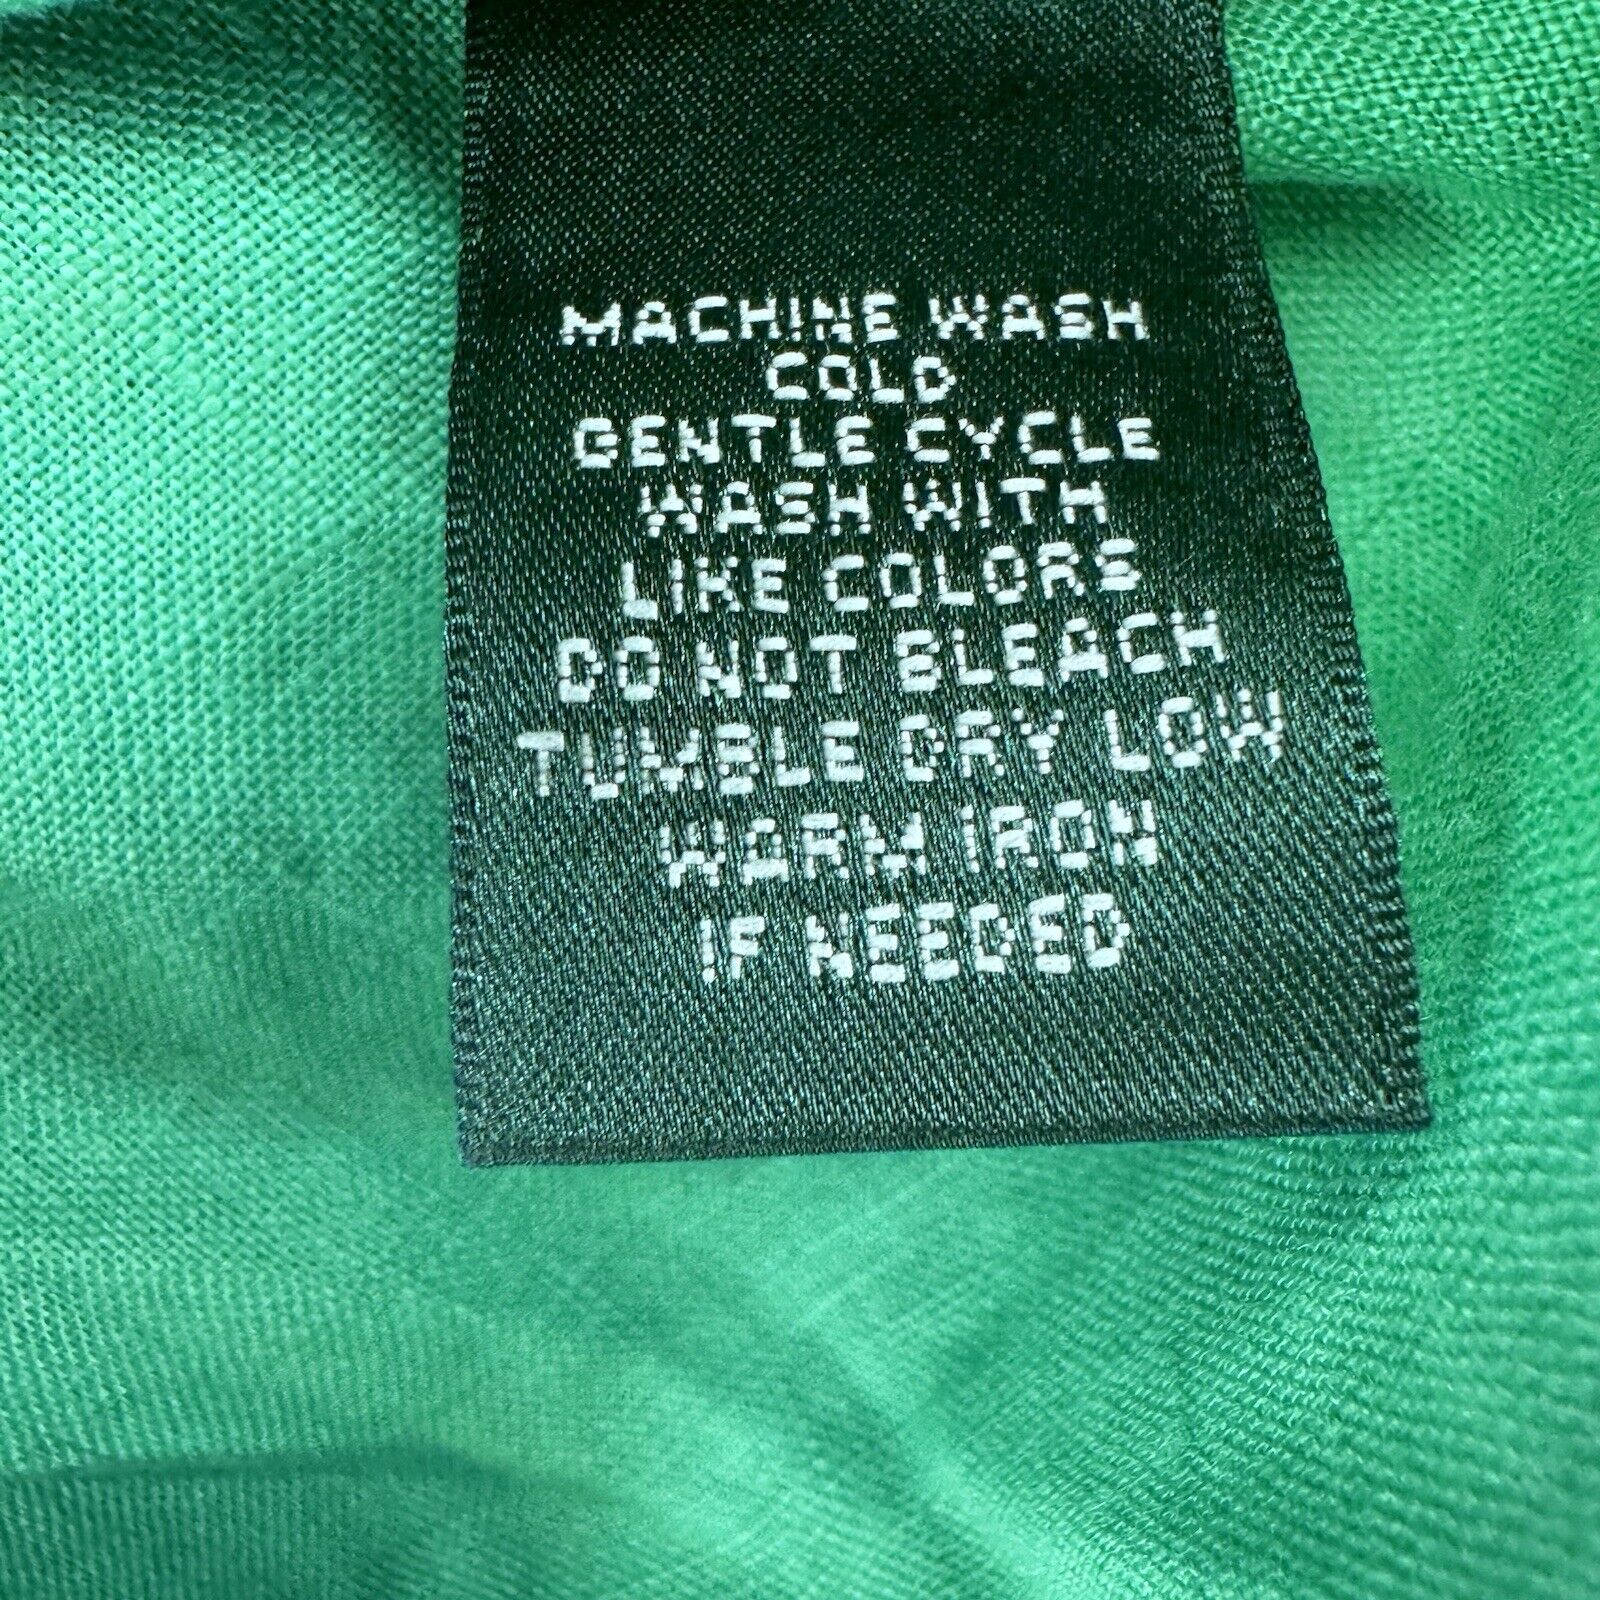 MACHINE WASH
COLD
GENTLE CYCLE
WASH WITH
LIKE COLORS
DO NOT BLEACH
TUMBLE DRY LOW
WARM IRON
IF NEEDED